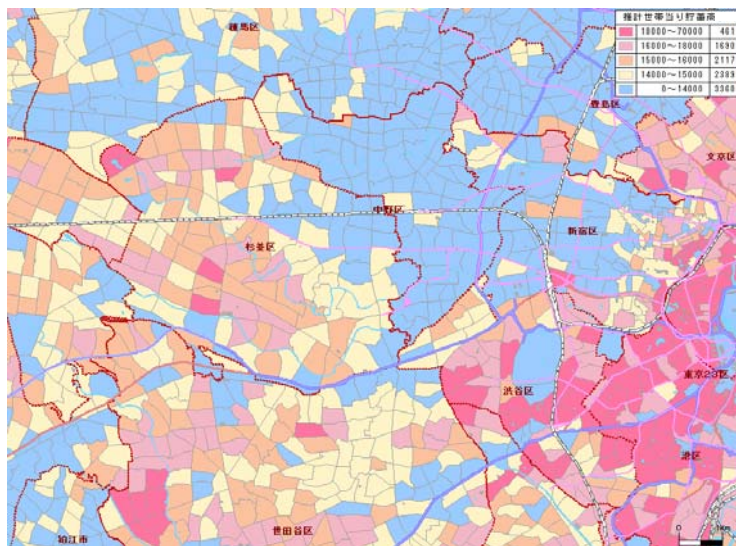 推計世帯当り貯蓄高
18000～70000 461
16000～18000 1690
15000～16000 2117
14000～15000 2389
0～14000 3360
練馬区
豊島区
文京区
中野区
新宿区
杉並区
渋谷区
東京23区
港区
世田谷区
狛江市
0 1km